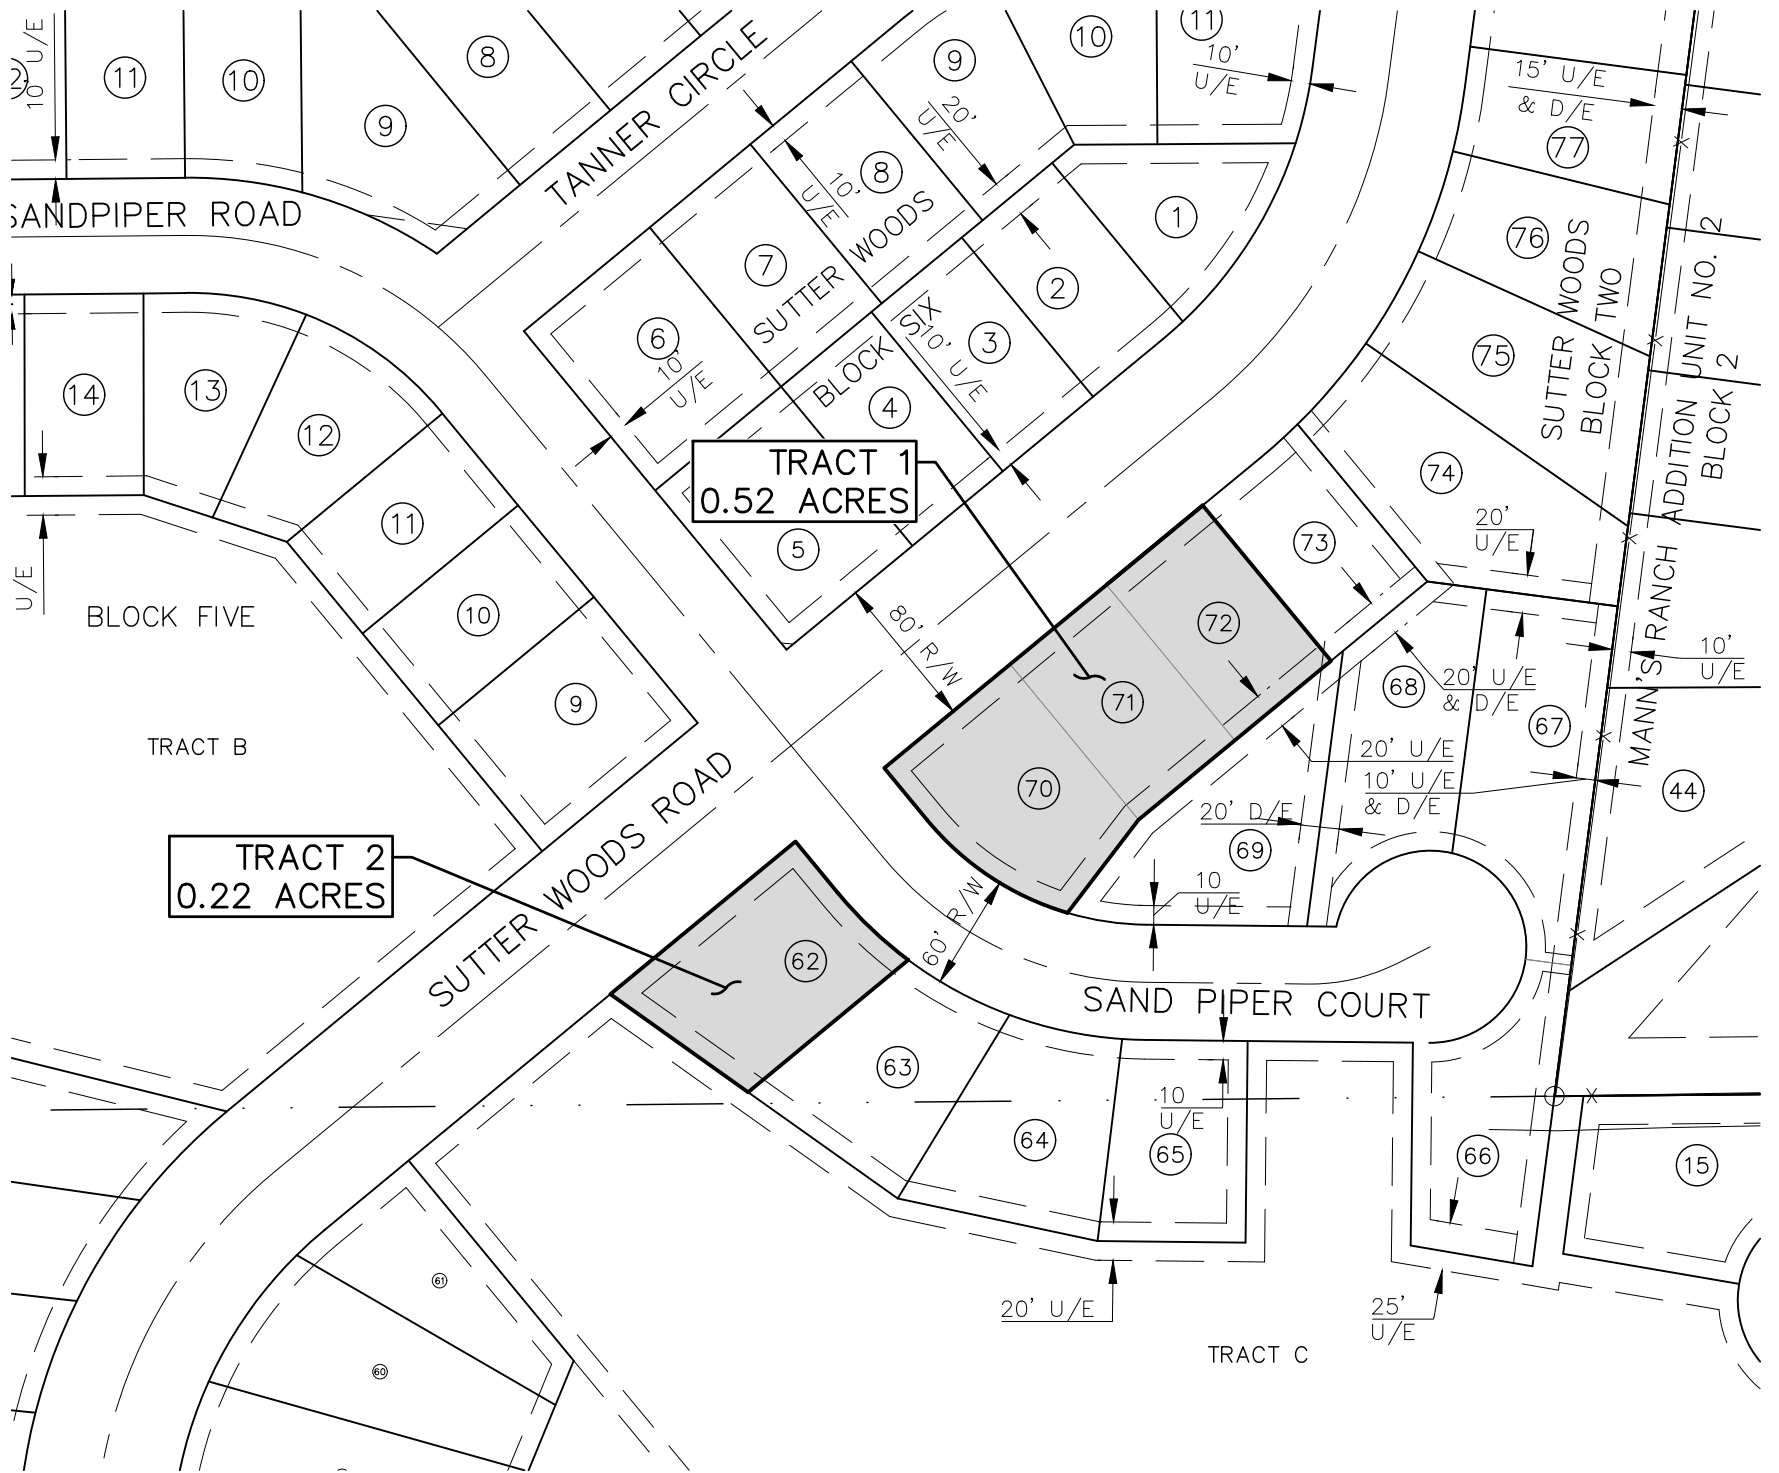 10' U/E
11
10
8
9
TANNER CIRCLE
9
10
11
10'
U/E
20'
U/E
15' U/E
& D/E
77
SANDPIPER ROAD
8
10'
U/E
7
SUTTER WOODS
BLOCK SIX
1
2
3
10' U/E
4
6
10'
U/E
5
76
75
SUTTER WOODS
BLOCK TWO
MANN'S RANCH ADDITION UNIT NO. 2
BLOCK 2
14
13
12
11
10
9
U/E
BLOCK FIVE
TRACT B
TRACT 1
0.52 ACRES
74
73
20'
U/E
72
71
70
80' R/W
68
20' U/E
& D/E
67
10'
U/E
20' U/E
10' U/E
& D/E
44
20' D/E
69
10
U/E
TRACT 2
0.22 ACRES
SUTTER WOODS ROAD
62
60' R/W
SAND PIPER COURT
63
64
10
U/E
65
66
15
61
60
20' U/E
25'
U/E
TRACT C